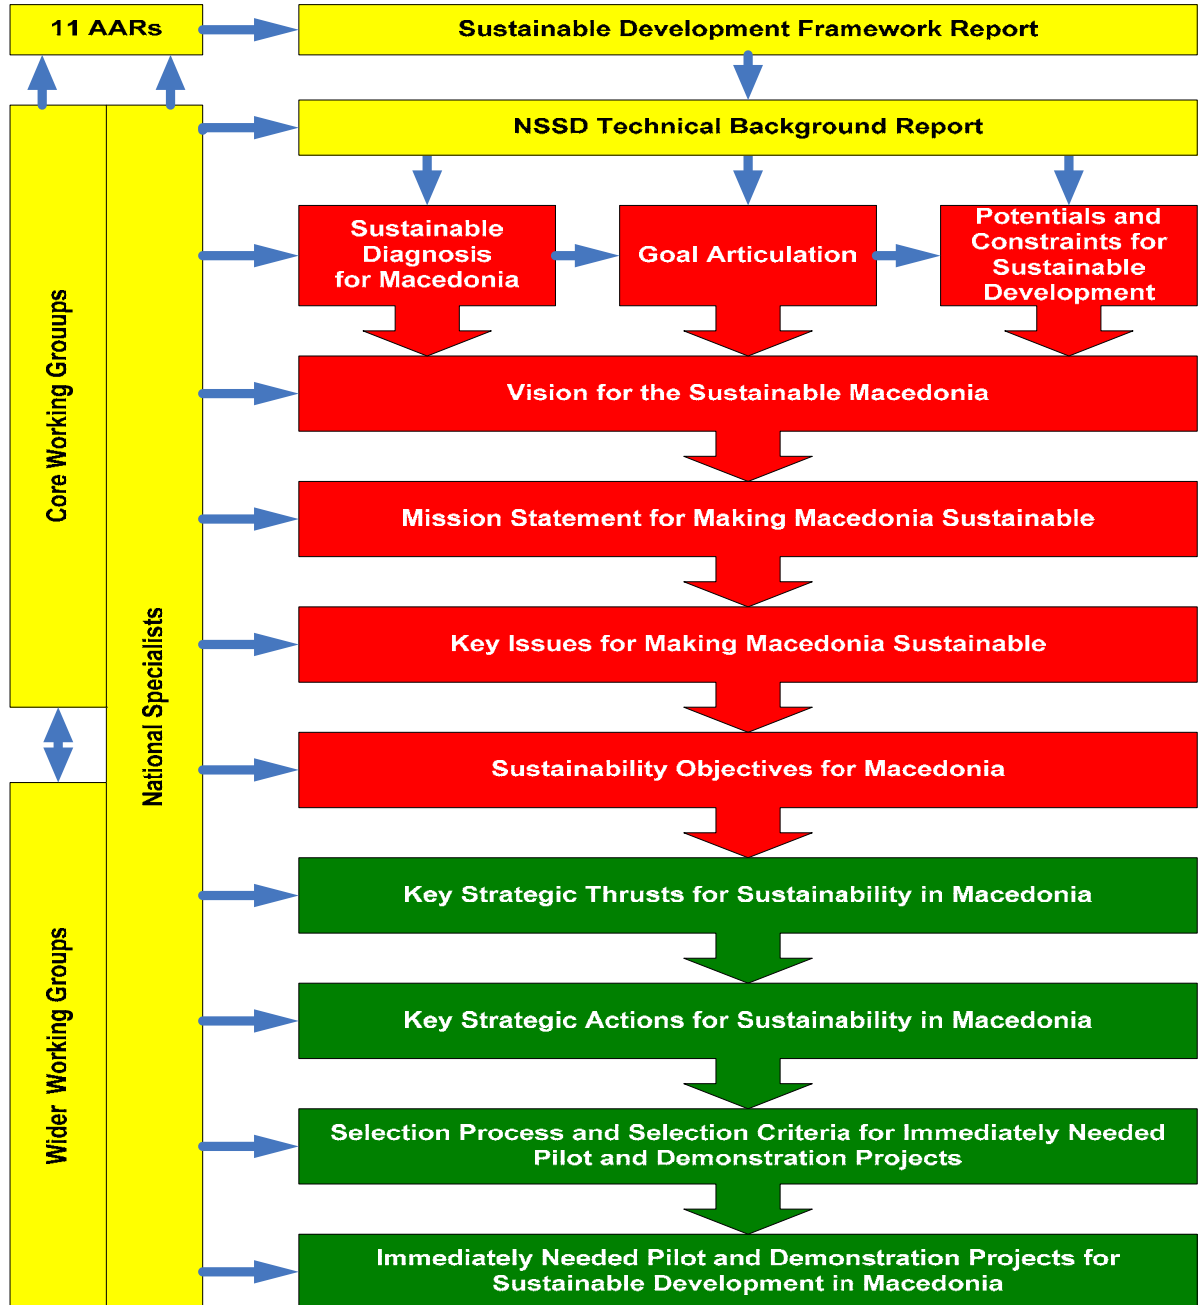 11 AARs
Sustainable Development Framework Report
NSSD Technical Background Report
Sustainable
Diagnosis
for Macedonia
Goal Articulation
Potentials and
Constraints for
Sustainable
Development
Core Working Grouups
National Specialists
Wider Working Groups
Vision for the Sustainable Macedonia
Mission Statement for Making Macedonia Sustainable
Key Issues for Making Macedonia Sustainable
Sustainability Objectives for Macedonia
Key Strategic Thrusts for Sustainability in Macedonia
Key Strategic Actions for Sustainability in Macedonia
Selection Process and Selection Criteria for Immediately Needed
Pilot and Demonstration Projects
Immediately Needed Pilot and Demonstration Projects for
Sustainable Development in Macedonia